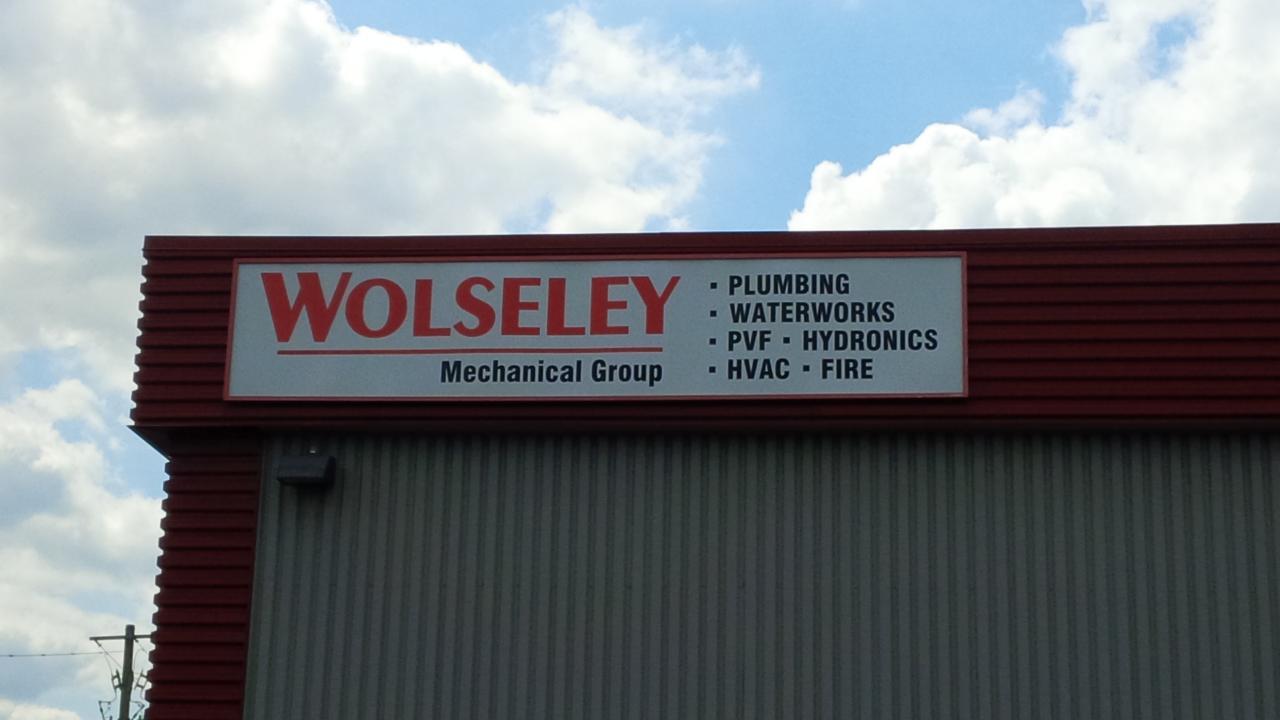 WOLSELEY
Mechanical Group
▪ PLUMBING
▪ WATERWORKS
▪ PVF ▪ HYDRONICS
▪ HVAC ▪ FIRE